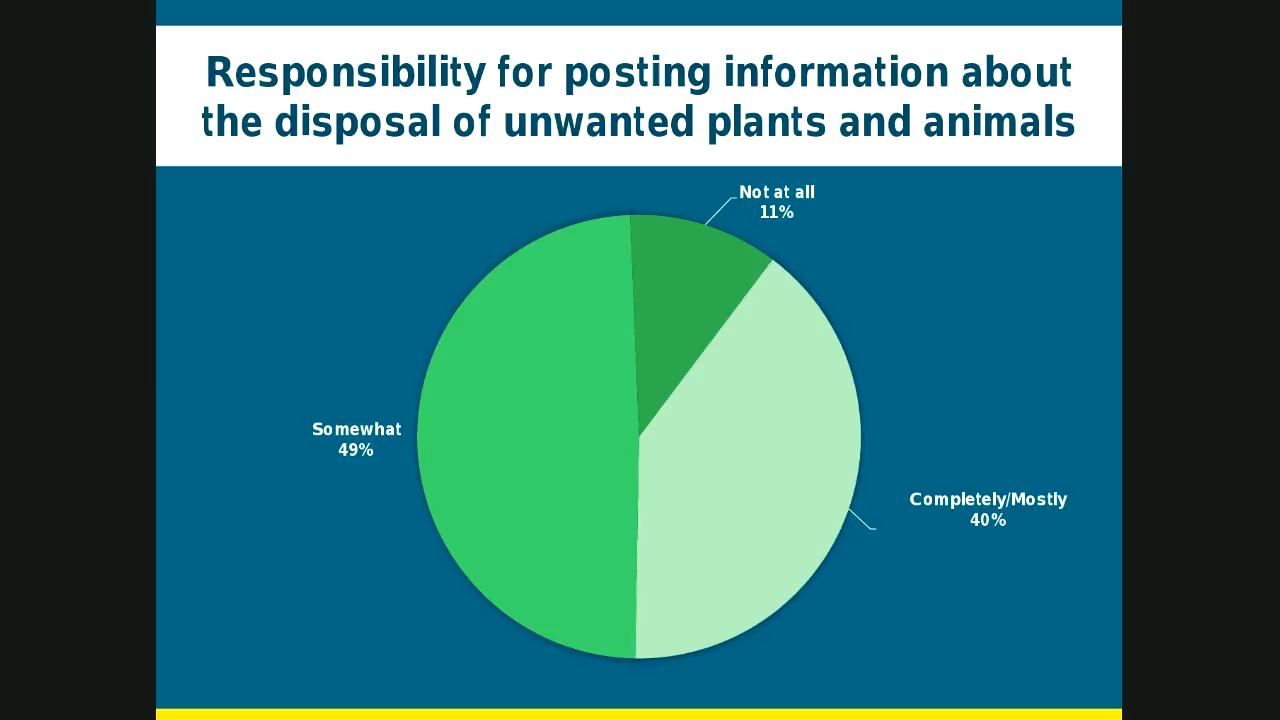 Responsibility for posting information about
the disposal of unwanted plants and animals
Not at all
11%
Somewhat
49%
Completely/Mostly
40%